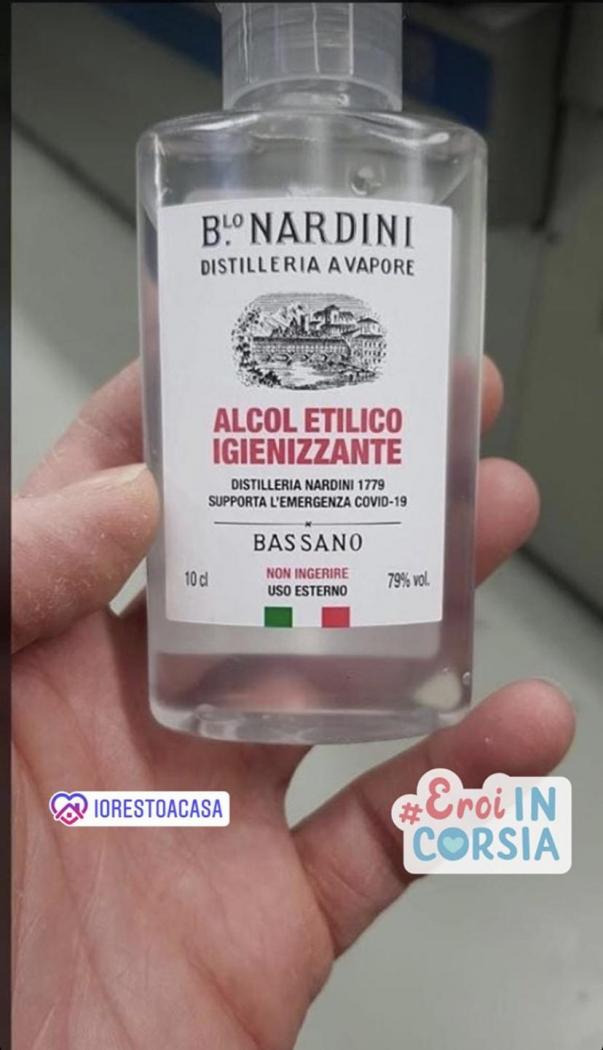 B.LO NARDINI
DISTILLERIA A VAPORE
ALCOL ETILICO
IGIENIZZANTE
DISTILLERIA NARDINI 1779
SUPPORTA L'EMERGENZA COVID-19
BASSANO
10 cl
NON INGERIRE
USO ESTERNO
79% vol.
IORESTOACASA
#Eroi IN
CORSIA